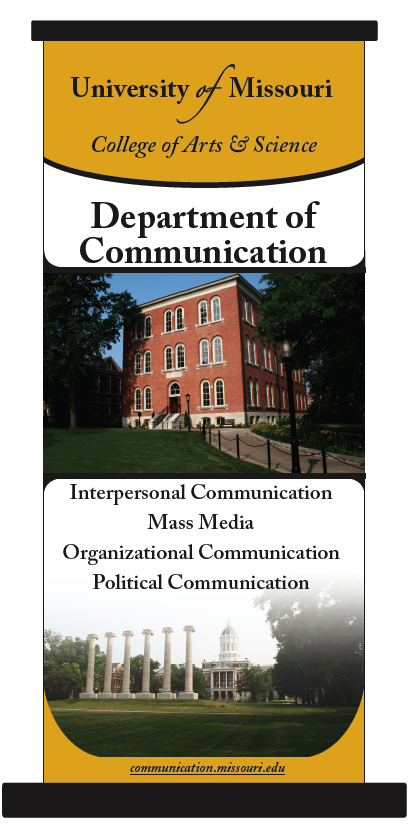 University of Missouri
College of Arts & Science
Department of
Communication
Interpersonal Communication
Mass Media
Organizational Communication
Political Communication
communication.missouri.edu